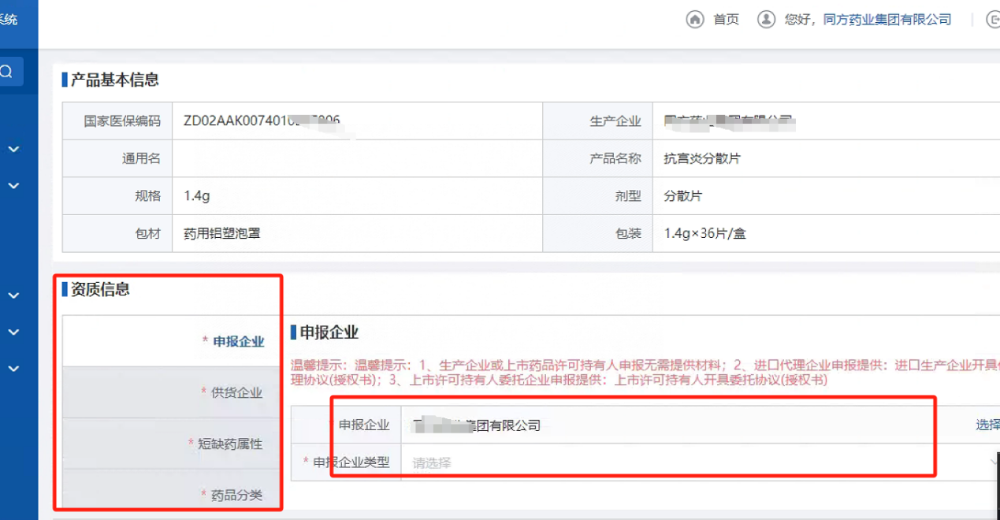 系统
首页 您好，同方药业集团有限公司
产品基本信息
国家医保编码 ZD02AAK0074010 生产企业
通用名 产品名称 抗宫炎分散片
规格 1.4g 剂型 分散片
包材 药用铝塑泡罩 包装 1.4g×36片/盒
资质信息
* 申报企业
* 供货企业
* 短缺药属性
* 药品分类
申报企业
温馨提示：温馨提示：1、生产企业或上市药品许可持有人申报无需提供材料；2、进口代理企业申报提供：进口生产企业开具
理协议(授权书)；3、上市许可持有人委托企业申报提供：上市许可持有人开具委托协议(授权书)
申报企业 集团有限公司 选择
* 申报企业类型 请选择